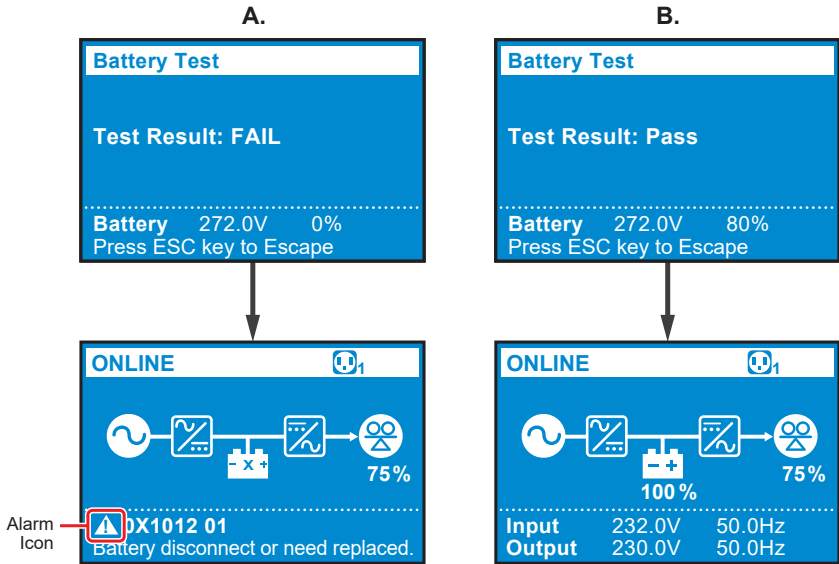 A.
Battery Test
Test Result: FAIL
Battery 272.0V 0%
Press ESC key to Escape
ONLINE 1
- x +
75%
Alarm
Icon
0X1012 01
Battery disconnect or need replaced.
B.
Battery Test
Test Result: Pass
Battery 272.0V 80%
Press ESC key to Escape
ONLINE 1
- +
100 %
75%
Input 232.0V 50.0Hz
Output 230.0V 50.0Hz